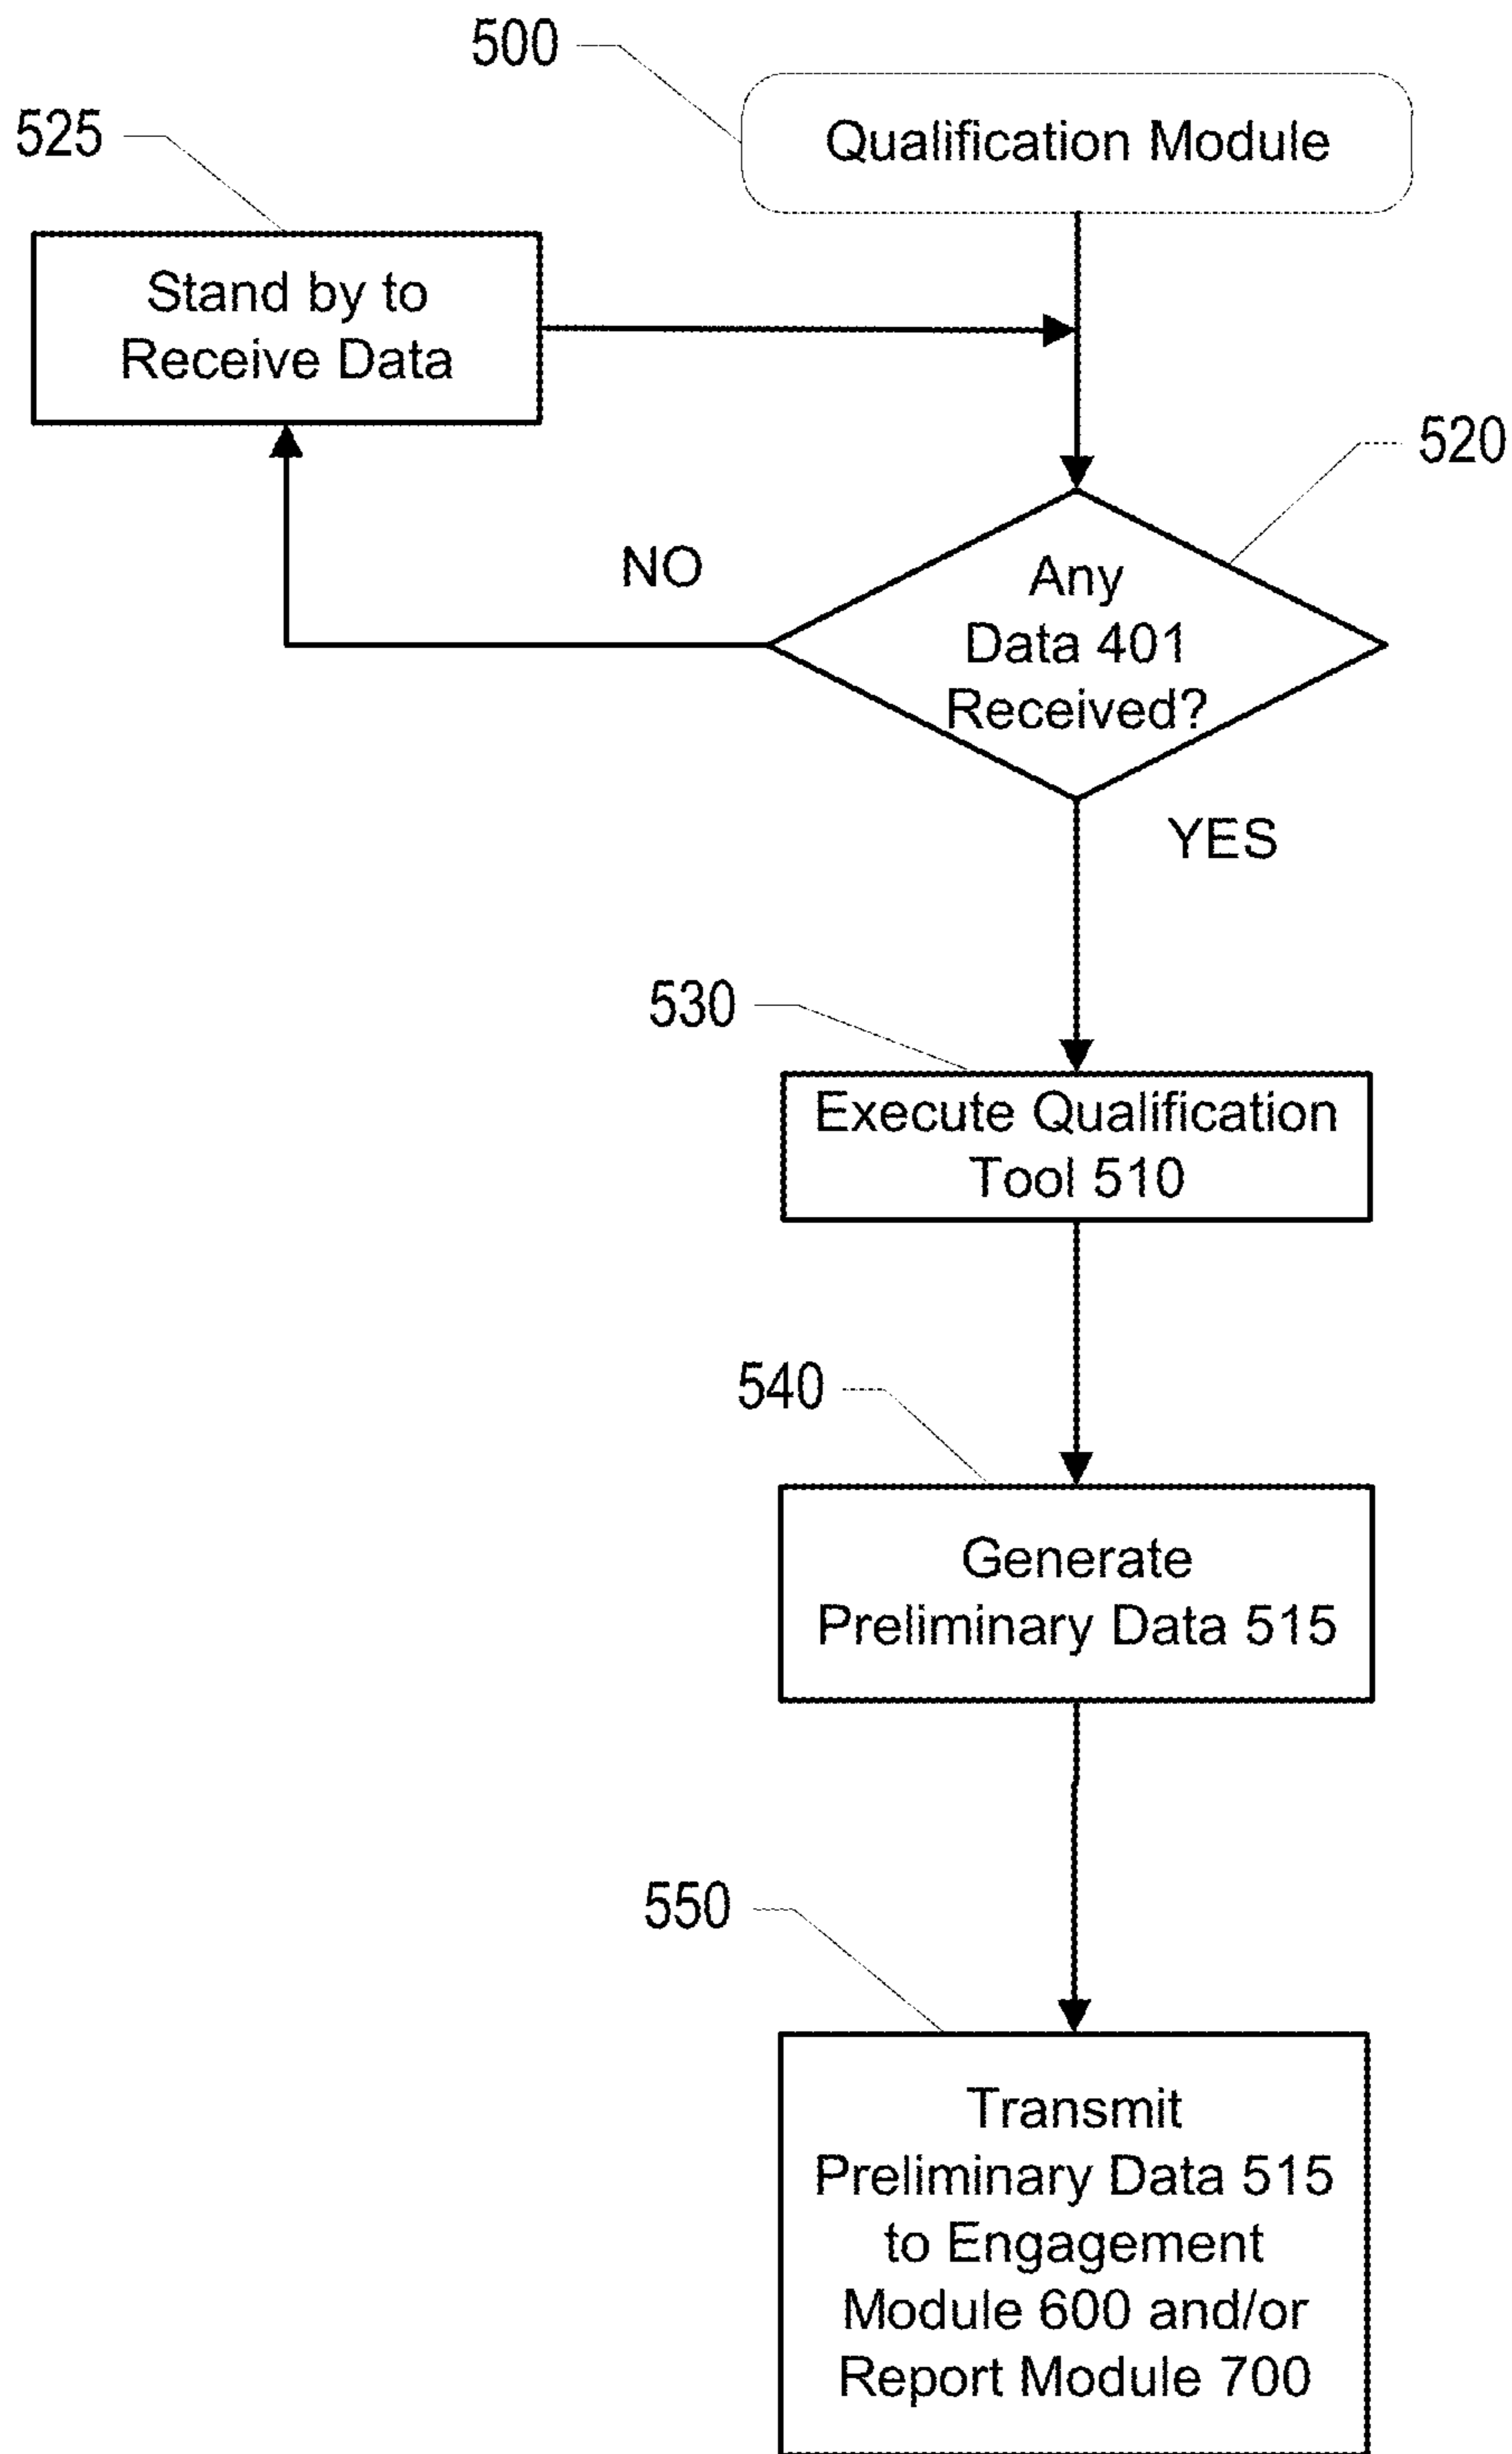 500
Qualification Module
525
Stand by to
Receive Data
520
NO
Any
Data 401
Received?
YES
530
Execute Qualification
Tool 510
540
Generate
Preliminary Data 515
550
Transmit
Preliminary Data 515
to Engagement
Module 600 and/or
Report Module 700